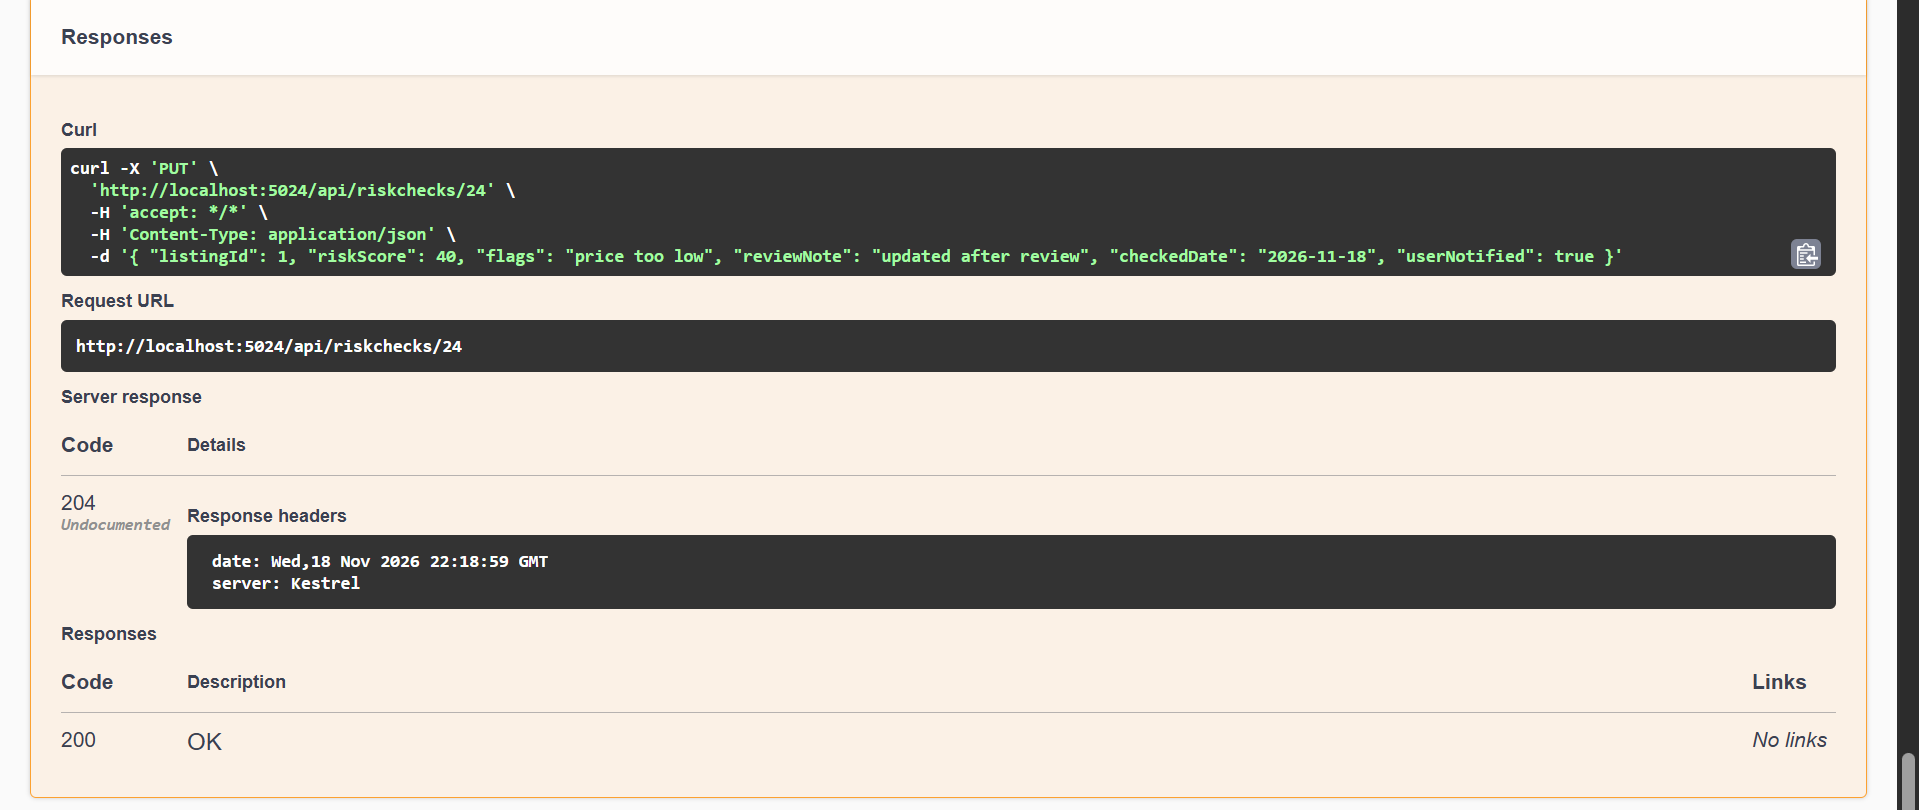 Responses
Curl
curl -X 'PUT' \
  'http://localhost:5024/api/riskchecks/24' \
  -H 'accept: */*' \
  -H 'Content-Type: application/json' \
  -d '{ "listingId": 1, "riskScore": 40, "flags": "price too low", "reviewNote": "updated after review", "checkedDate": "2026-11-18", "userNotified": true }'
Request URL
http://localhost:5024/api/riskchecks/24
Server response
Code Details
204
Undocumented
Response headers
date: Wed,18 Nov 2026 22:18:59 GMT
server: Kestrel
Responses
Code Description Links
200 OK No links